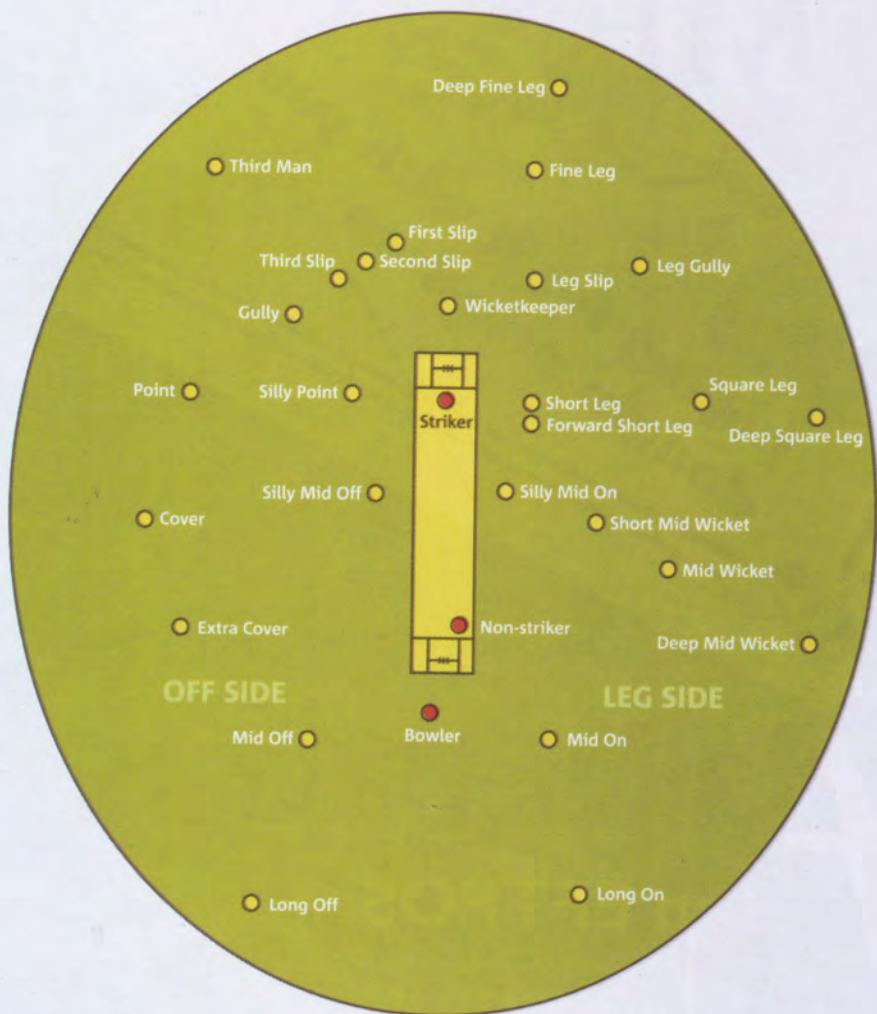 Deep Fine Leg
Third Man
Fine Leg
First Slip
Third Slip
Second Slip
Leg Gully
Leg Slip
Gully
Wicketkeeper
Point
Silly Point
Short Leg
Square Leg
Striker
Forward Short Leg
Deep Square Leg
Silly Mid Off
Silly Mid On
Cover
Short Mid Wicket
Mid Wicket
Extra Cover
Non-striker
Deep Mid Wicket
OFF SIDE
LEG SIDE
Mid Off
Bowler
Mid On
Long Off
Long On